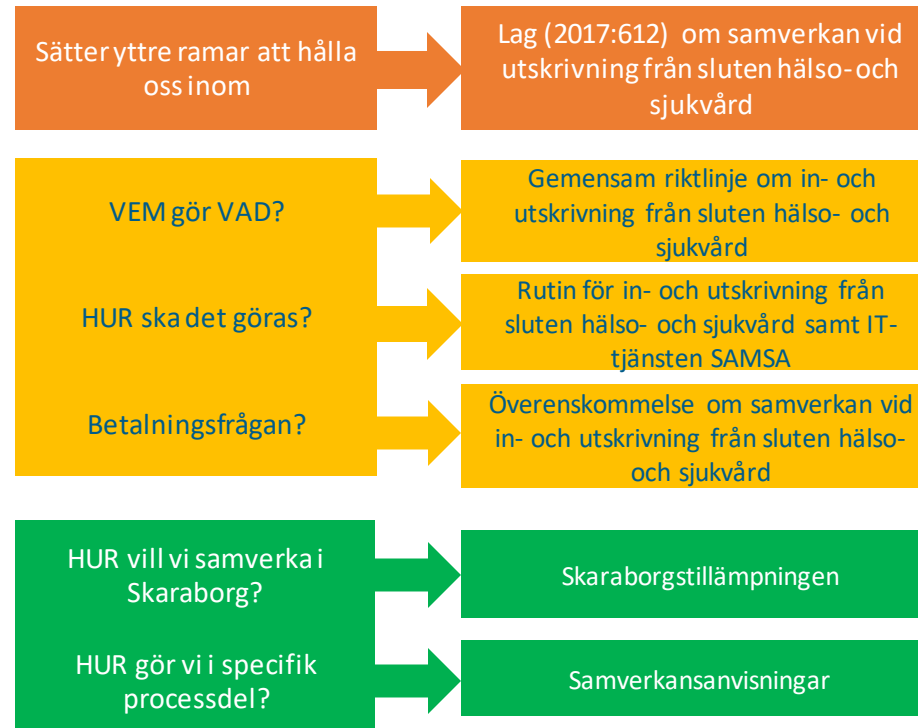 Sätter yttre ramar att hålla
oss inom
Lag (2017:612) om samverkan vid
utskrivning från sluten hälso- och
sjukvård
VEM gör VAD?
Gemensam riktlinje om in- och
utskrivning från sluten hälso- och
sjukvård
HUR ska det göras?
Rutin för in- och utskrivning från
sluten hälso- och sjukvård samt IT-
tjänsten SAMSA
Betalningsfrågan?
Överenskommelse om samverkan vid
in- och utskrivning från sluten hälso-
och sjukvård
HUR vill vi samverka i
Skaraborg?
Skaraborgstillämpningen
HUR gör vi i specifik
processdel?
Samverkansanvisningar